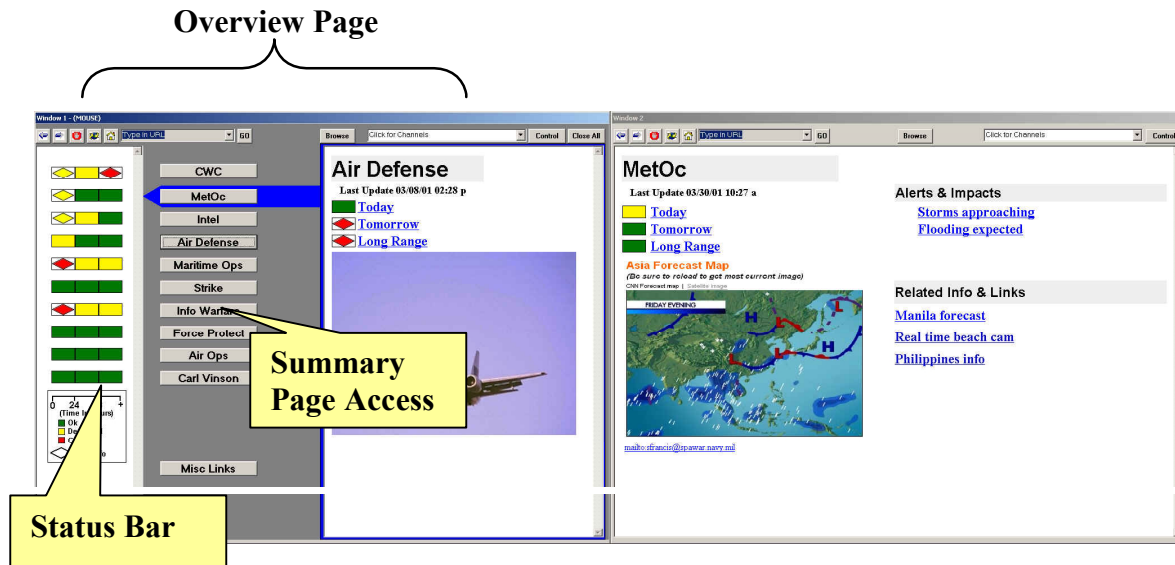 Overview Page
Window 1 - (MOUSE)
Type in URL
GO
Browse
Click for Channels
Control
Close All
CWC
MetOc
Intel
Air Defense
Maritime Ops
Strike
Info Warfare
Force Protect
Air Ops
Carl Vinson
Misc Links
0 24 +
(Time In
Ok
Status Bar
Summary
Page Access
Air Defense
Last Update 03/08/01 02:28 p
Today
Tomorrow
Long Range
Window 2
Type in URL
GO
Browse
Click for Channels
Control
MetOc
Last Update 03/30/01 10:27 a
Today
Tomorrow
Long Range
Asia Forecast Map
(Be sure to reload to get most current image)
CNN Forecast map | Satellite Image
FRIDAY EVENING
H
L
L
L
H
mailto:sfrancis@spawar.navy.mil
Alerts & Impacts
Storms approaching
Flooding expected
Related Info & Links
Manila forecast
Real time beach cam
Philippines info